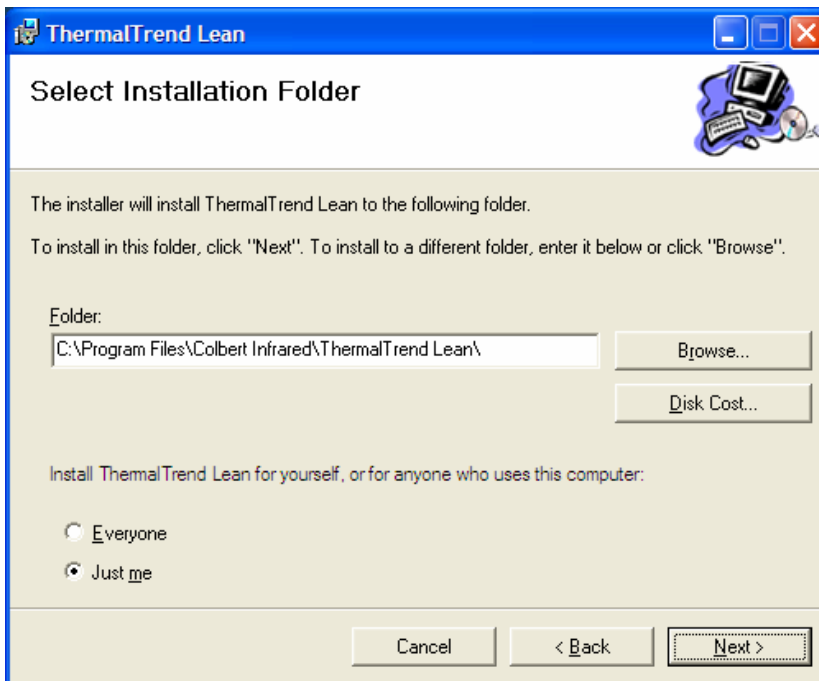 ThermalTrend Lean
Select Installation Folder
The installer will install ThermalTrend Lean to the following folder.
To install in this folder, click "Next". To install to a different folder, enter it below or click "Browse".
Folder:
C:\Program Files\Colbert Infrared\ThermalTrend Lean\
Browse...
Disk Cost...
Install ThermalTrend Lean for yourself, or for anyone who uses this computer:
Everyone
Just me
Cancel
< Back
Next >